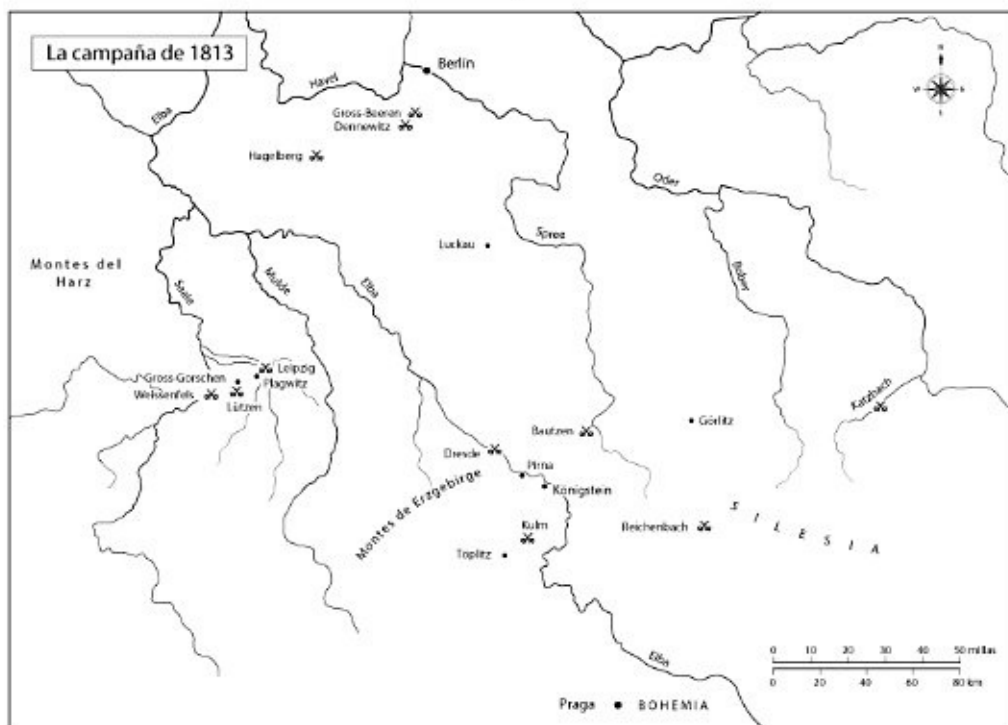 La campaña de 1813
Berlín
Havel
Elba
Gross-Beeren
Dennewitz
Hagelberg
N
W
E
S
Oder
Spree
Luckau
Bober
Montes del
Harz
Saale
Mulde
Elba
Leipzig
Gross-Gorschen
Plagwitz
Weissenfels
Lützen
Katzbach
Görlitz
Bautzen
Dresde
Pirna
Königstein
Montes de Erzgebirge
Kulm
Toplitz
Reichenbach
SILESIA
Elba
0 10 20 30 40 50 millas
0 20 40 60 80 km
Praga
BOHEMIA